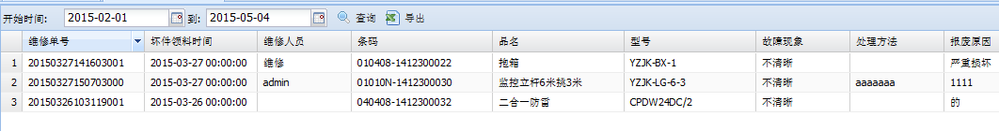 开始时间: 2015-02-01 到: 2015-05-04 查询 导出
维修单号 坏件领料时间 维修人员 条码 品名 型号 故障现象 处理方法 报废原因
1 20150327141603001 2015-03-27 00:00:00 维修 010408-1412300022 抱箍 YZJK-BX-1 不清晰 严重损坏
2 20150327150703000 2015-03-27 00:00:00 admin 01010N-1412300030 监控立杆6米挑3米 YZJK-LG-6-3 不清晰 aaaaaaa 1111
3 20150326103119001 2015-03-26 00:00:00 040408-1412300032 二合一防雷 CPDW24DC/2 不清晰 的